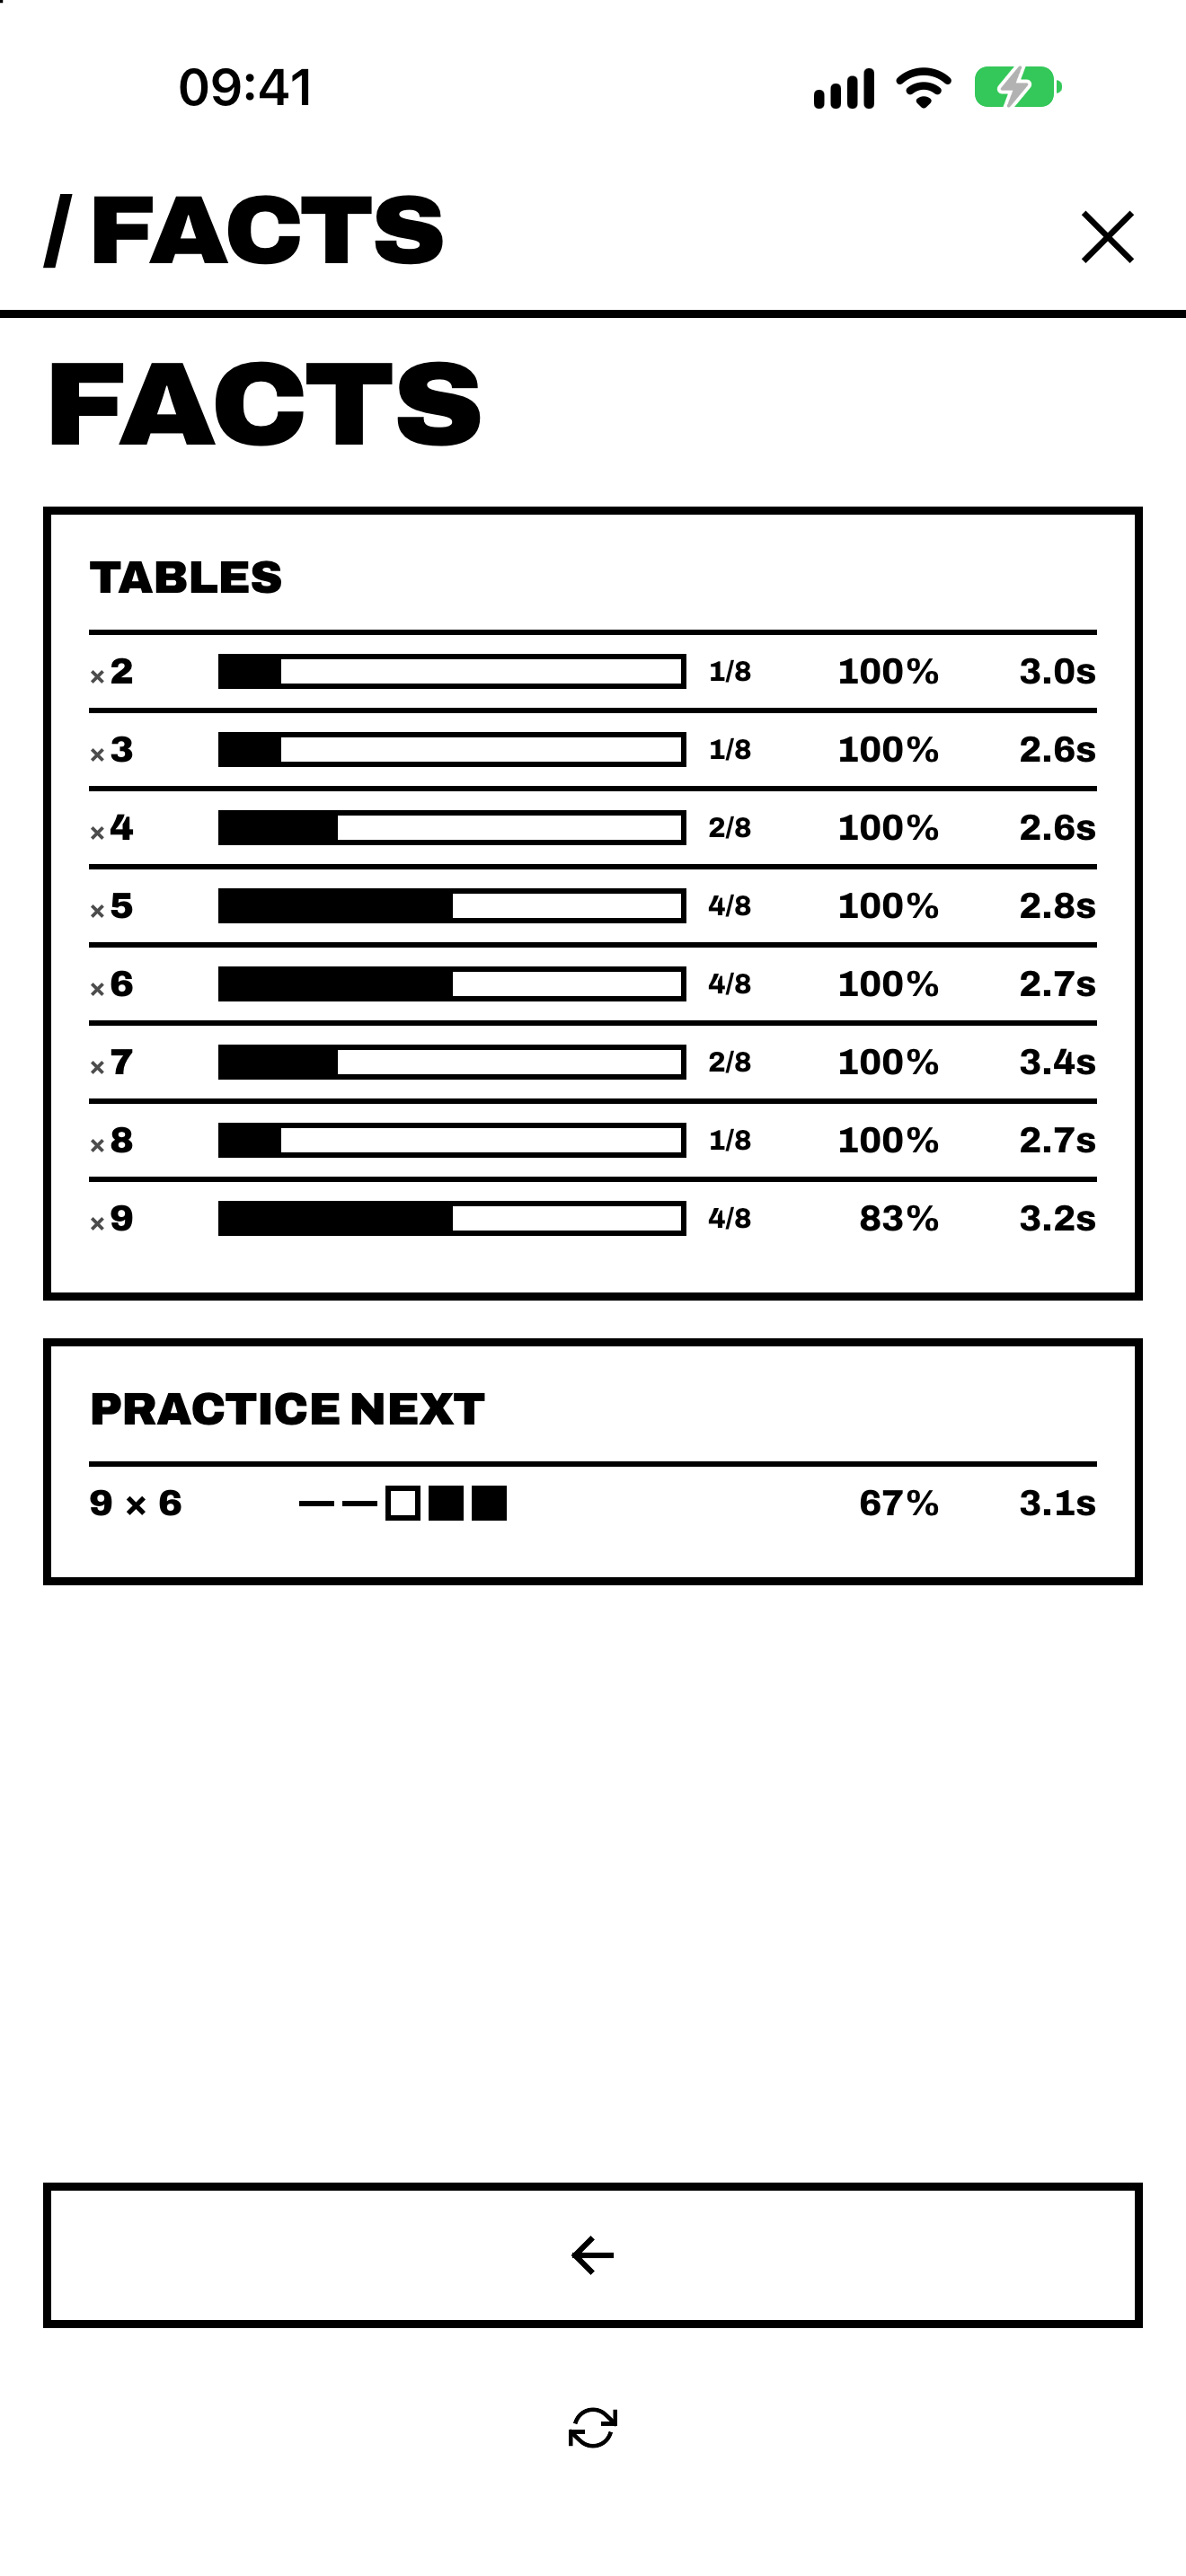 09:41
/ FACTS
FACTS
TABLES
×2 1/8 100% 3.0s
×3 1/8 100% 2.6s
×4 2/8 100% 2.6s
×5 4/8 100% 2.8s
×6 4/8 100% 2.7s
×7 2/8 100% 3.4s
×8 1/8 100% 2.7s
×9 4/8 83% 3.2s
PRACTICE NEXT
9 × 6 67% 3.1s